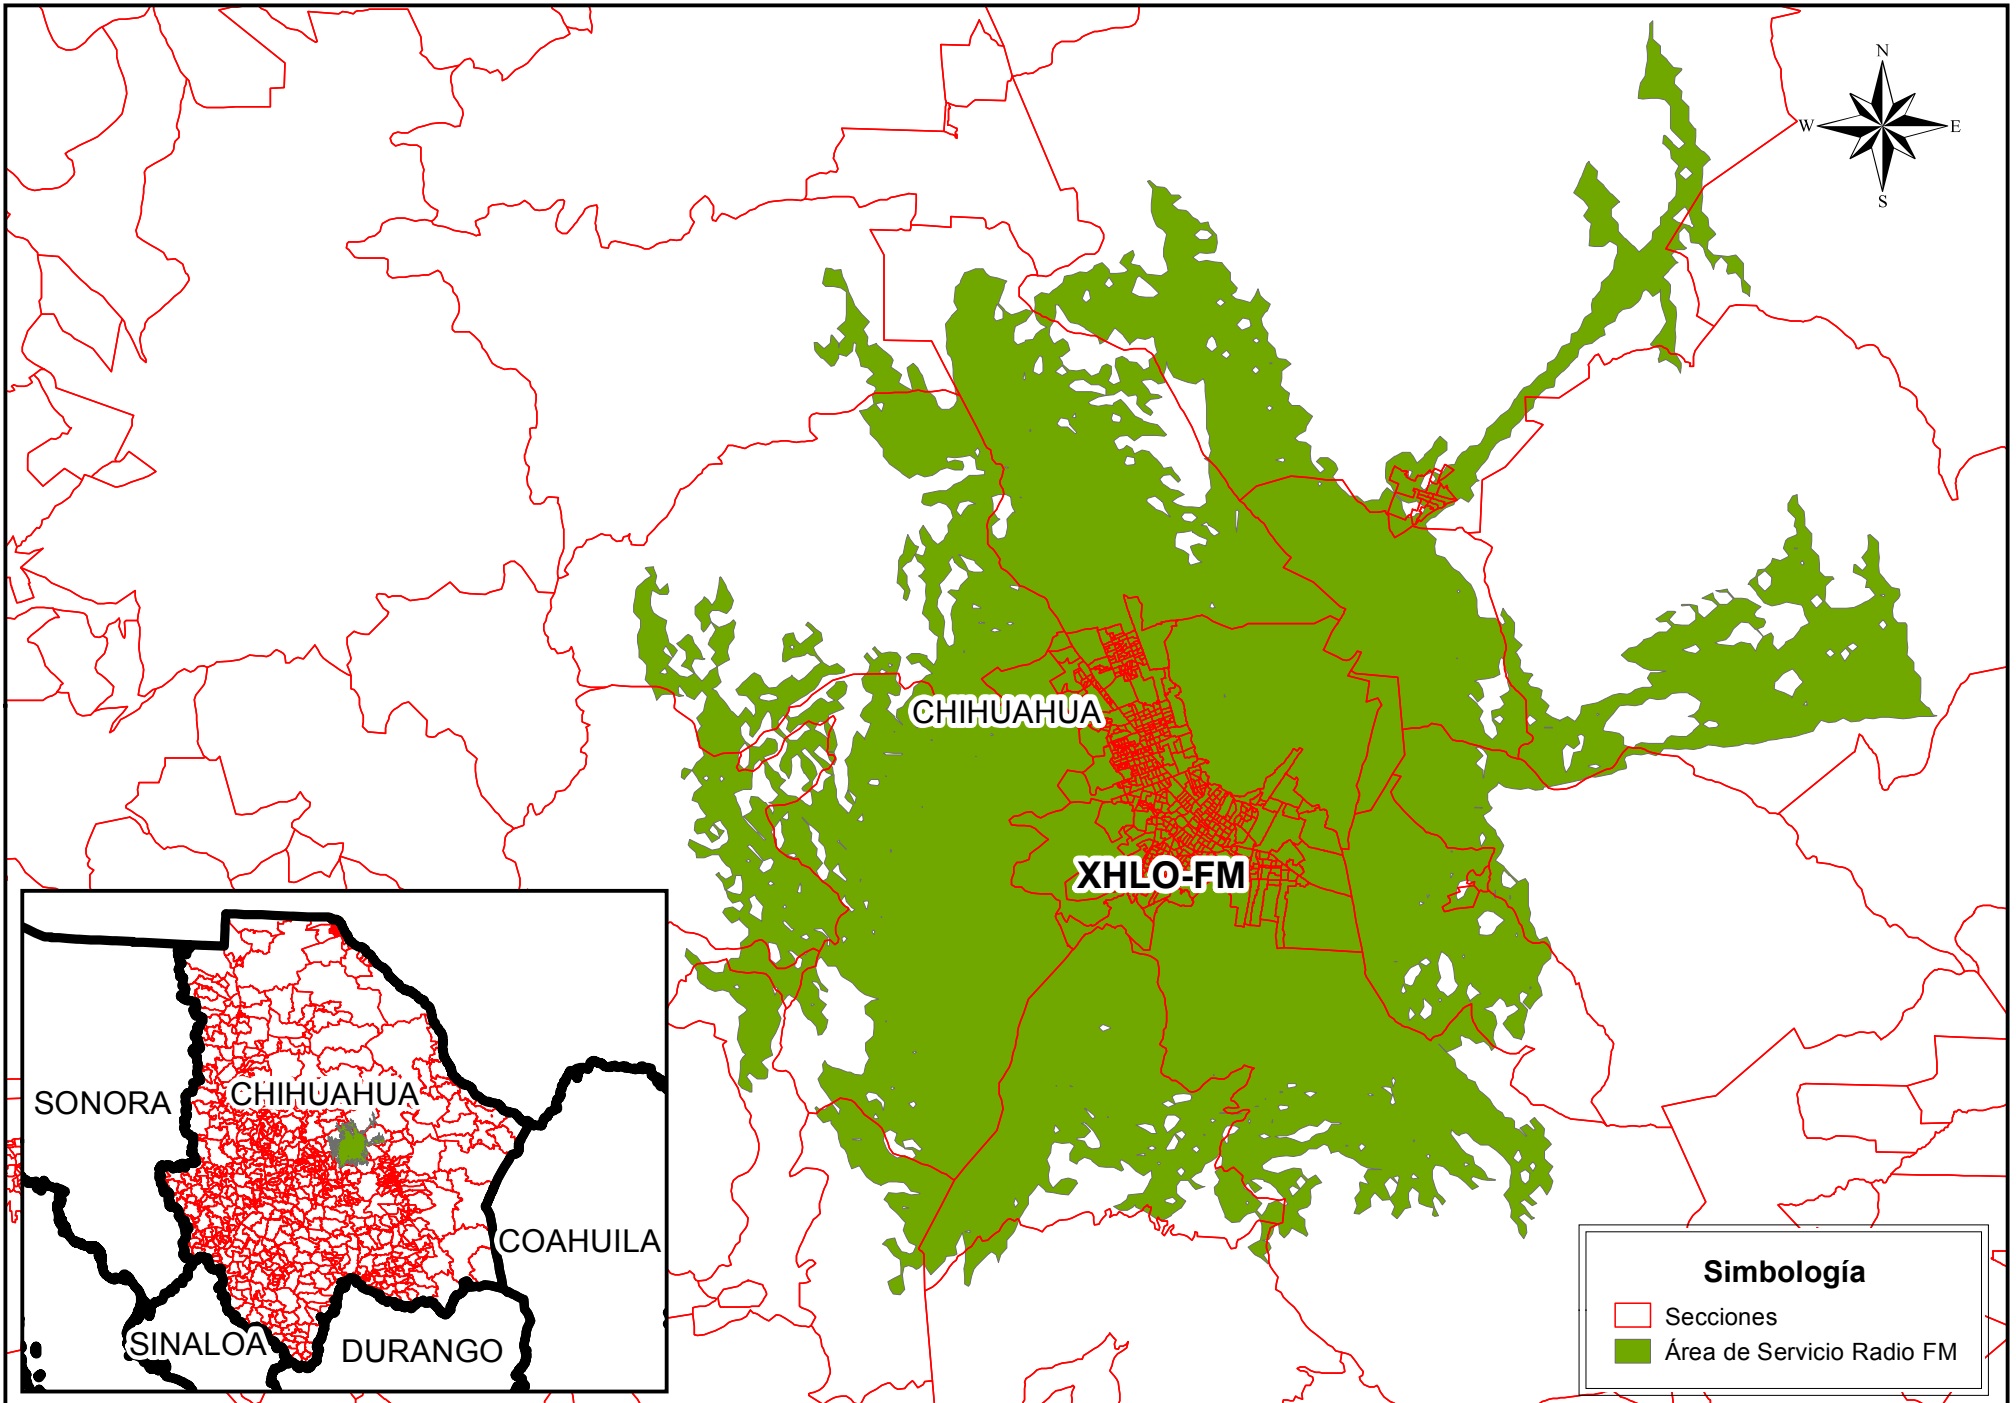 N
W E
S
CHIHUAHUA
XHLO-FM
SONORA
CHIHUAHUA
COAHUILA
SINALOA
DURANGO
Simbología
Secciones
Área de Servicio Radio FM